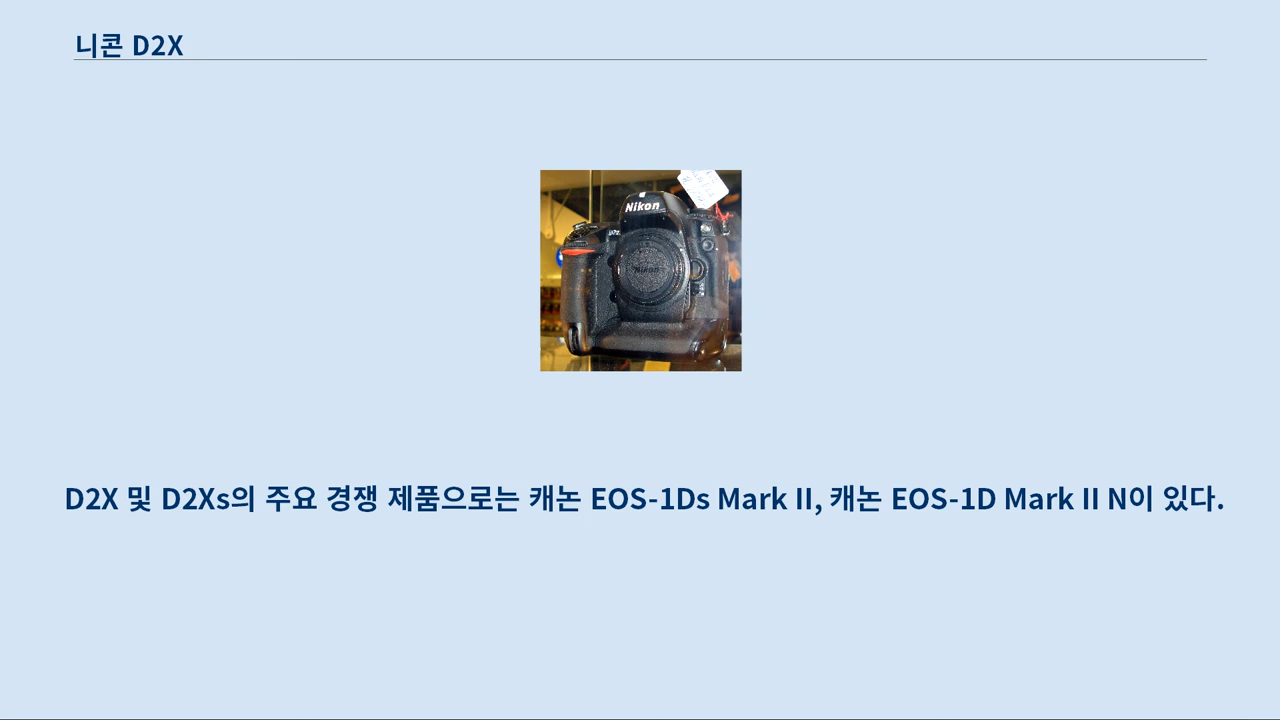 니콘 D2X
Nikon
Nikon
D2X 및 D2Xs의 주요 경쟁 제품으로는 캐논 EOS-1Ds Mark II, 캐논 EOS-1D Mark II N이 있다.